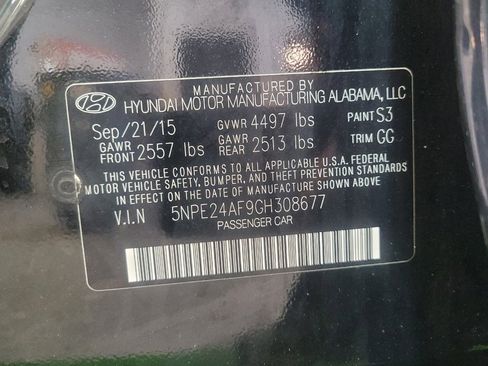 MANUFACTURED BY
HYUNDAI MOTOR MANUFACTURING ALABAMA, LLC
Sep/21/15 GVWR 4497 lbs PAINT S3
GAWR FRONT 2557 lbs GAWR REAR 2513 lbs TRIM GG
THIS VEHICLE CONFORMS TO ALL APPLICABLE U.S.A. FEDERAL
MOTOR VEHICLE SAFETY, BUMPER, AND THEFT PREVENTION STANDARDS
IN EFFECT ON THE DATE OF MANUFACTURE SHOWN ABOVE
V.I.N 5NPE24AF9GH308677
PASSENGER CAR